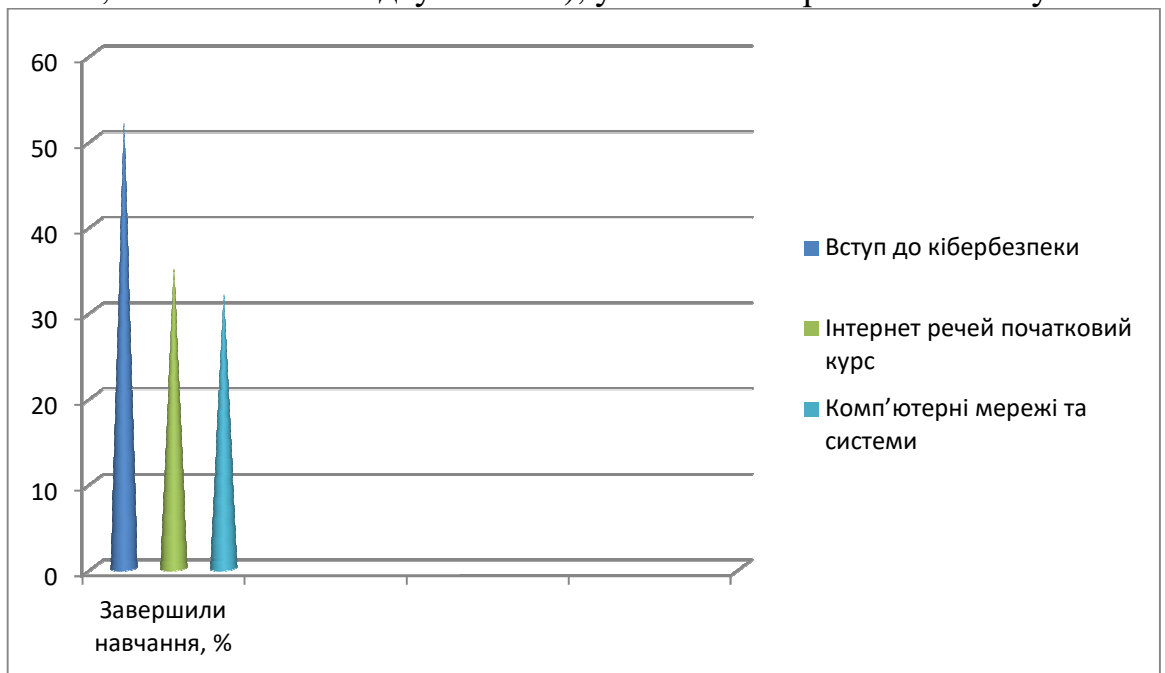 60
50
40
30
20
10
0
Завершили
навчання, %
Вступ до кібербезпеки
Інтернет речей початковий
курс
Комп’ютерні мережі та
системи